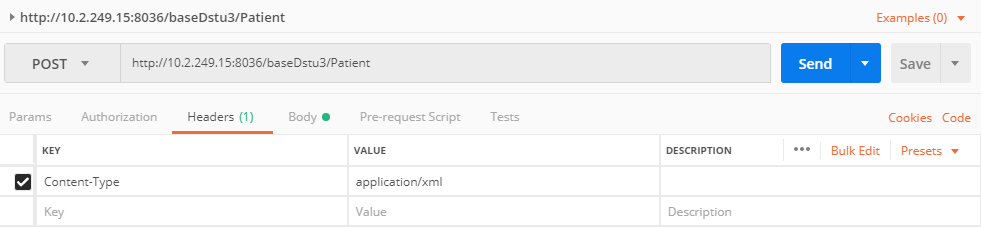 http://10.2.249.15:8036/baseDstu3/Patient Examples (0)
POST http://10.2.249.15:8036/baseDstu3/Patient Send Save
Params Authorization Headers (1) Body Pre-request Script Tests Cookies Code
KEY VALUE DESCRIPTION ••• Bulk Edit Presets
Content-Type application/xml
Key Value Description